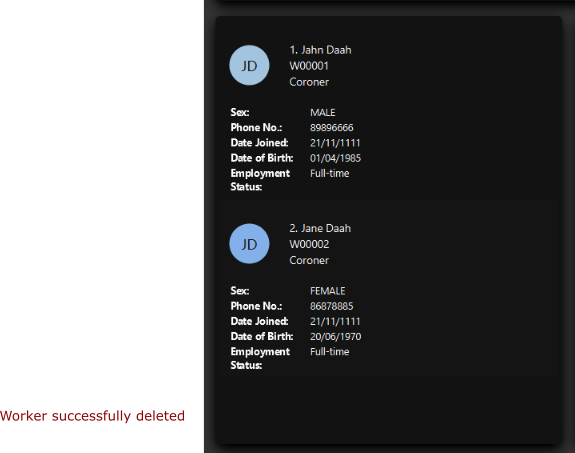 JD
1. Jahn Daah
W00001
Coroner
Sex: MALE
Phone No.: 89896666
Date Joined: 21/11/1111
Date of Birth: 01/04/1985
Employment Full-time
Status:
JD
2. Jane Daah
W00002
Coroner
Sex: FEMALE
Phone No.: 86878885
Date Joined: 21/11/1111
Date of Birth: 20/06/1970
Employment Full-time
Status:
Worker successfully deleted